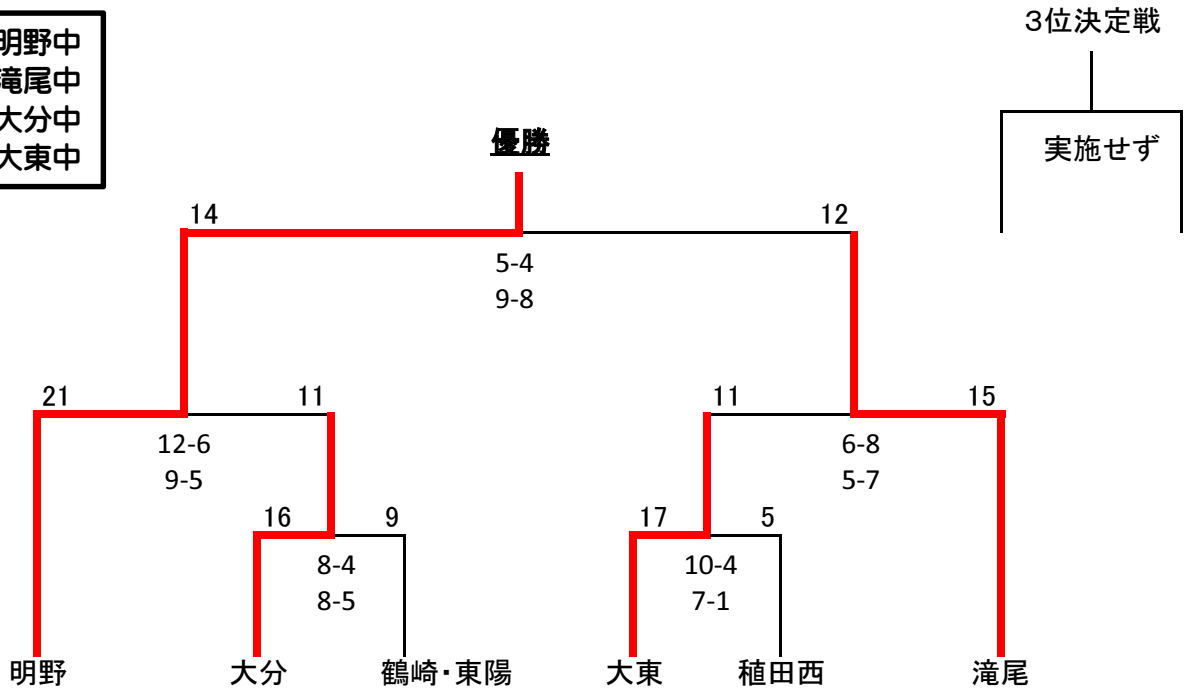 3位決定戦
明野中
滝尾中
大分中
大東中
優勝
実施せず
14
12
5-4
9-8
21
11
11
15
12-6
9-5
6-8
5-7
16
9
17
5
8-4
8-5
10-4
7-1
明野
大分
鶴崎・東陽
大東
稙田西
滝尾